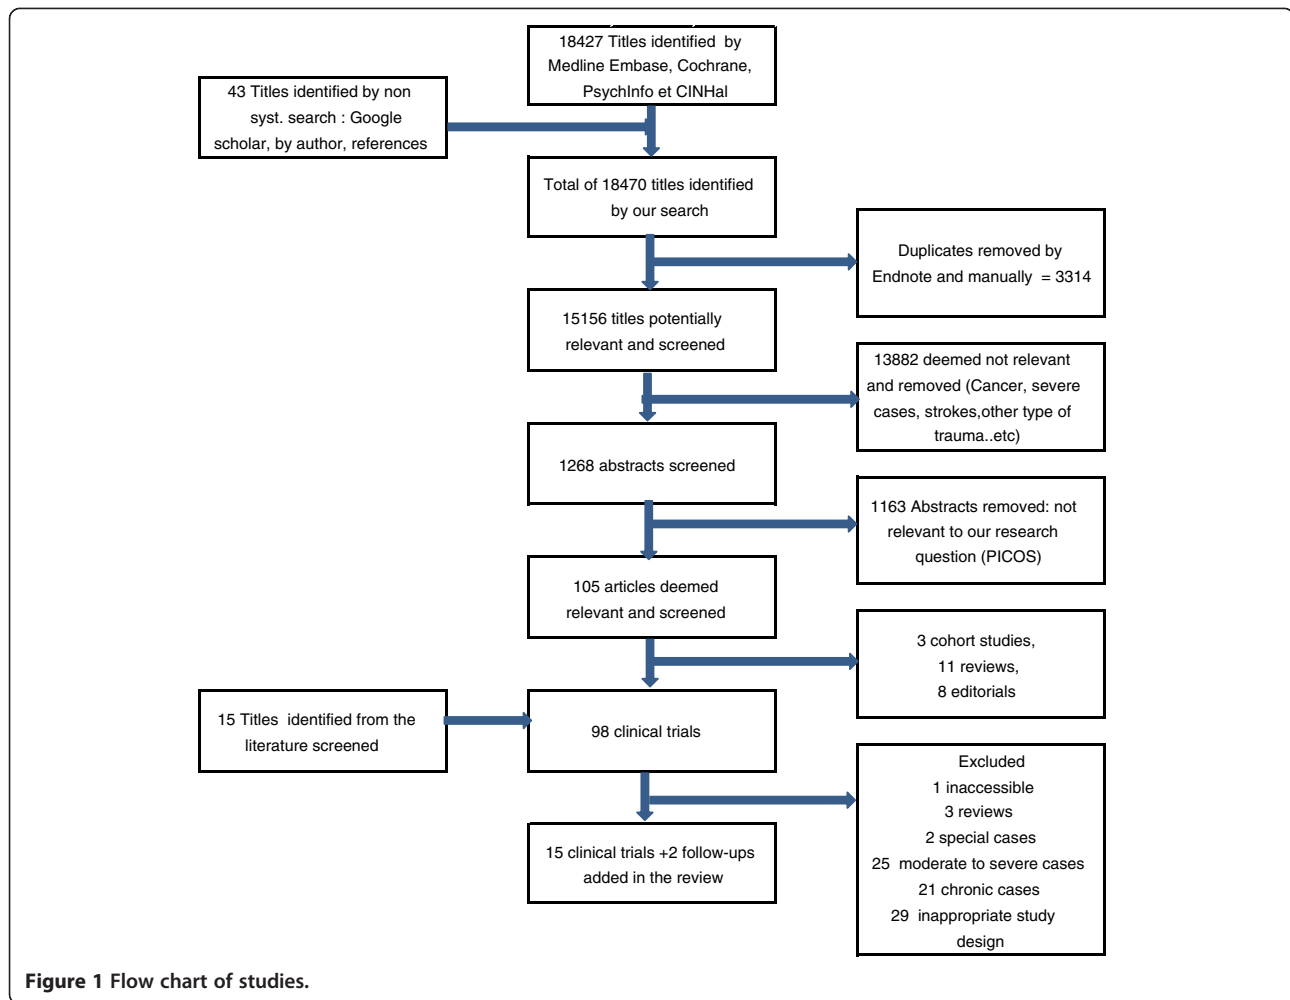 18427 Titles identified by
Medline Embase, Cochrane,
PsychInfo et CINHal
43 Titles identified by non
syst. search : Google
scholar, by author, references
Total of 18470 titles identified
by our search
Duplicates removed by
Endnote and manually = 3314
15156 titles potentially
relevant and screened
13882 deemed not relevant
and removed (Cancer, severe
cases, strokes,other type of
trauma..etc)
1268 abstracts screened
1163 Abstracts removed: not
relevant to our research
question (PICOS)
105 articles deemed
relevant and screened
3 cohort studies,
11 reviews,
8 editorials
15 Titles identified from the
literature screened
98 clinical trials
Excluded
1 inaccessible
3 reviews
2 special cases
25 moderate to severe cases
21 chronic cases
29 inappropriate study
design
15 clinical trials +2 follow-ups
added in the review
Figure 1 Flow chart of studies.